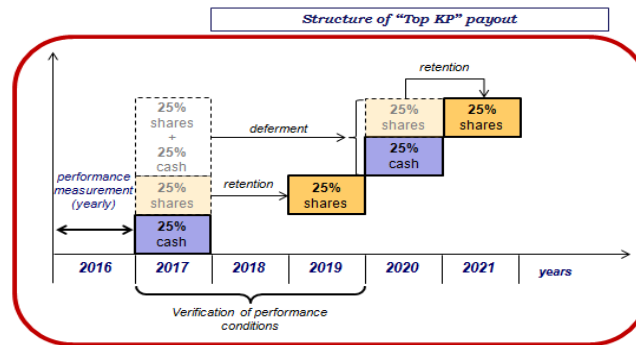 Structure of “Top KP” payout
retention
25%
shares
+
25%
cash
25%
shares
25%
shares
deferment
performance
measurement
(yearly)
25%
cash
25%
shares
retention
25%
shares
25%
cash
2016
2017
2018
2019
2020
2021
years
Verification of performance
conditions